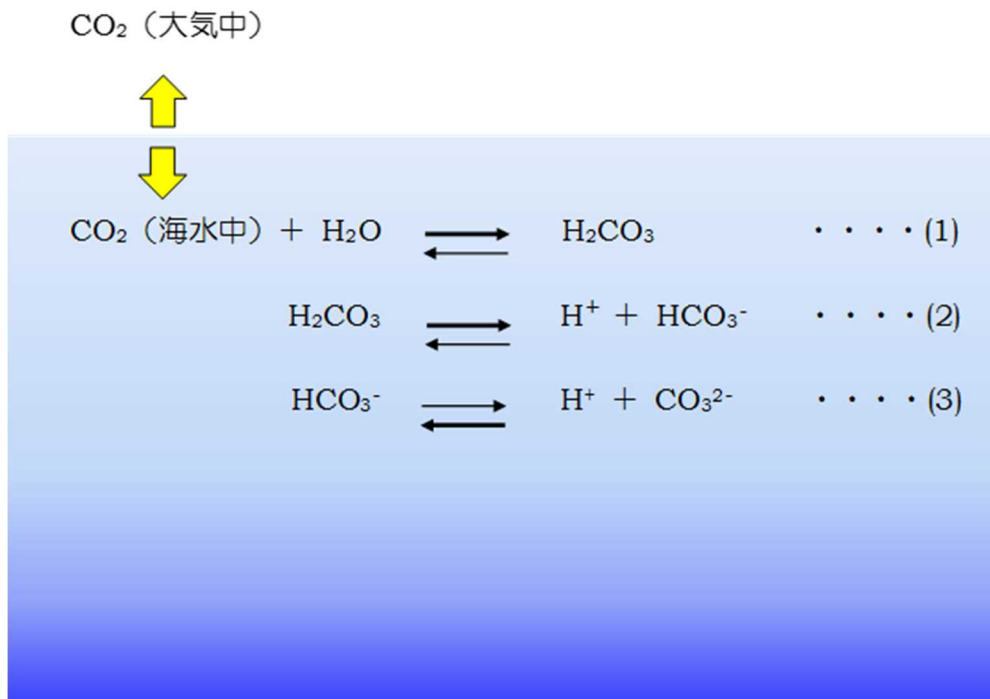 CO₂（大気中）
CO₂（海水中）+ H₂O ⇄ H₂CO₃ ・・・・(1)
H₂CO₃ ⇄ H⁺ + HCO₃⁻ ・・・・(2)
HCO₃⁻ ⇄ H⁺ + CO₃²⁻ ・・・・(3)